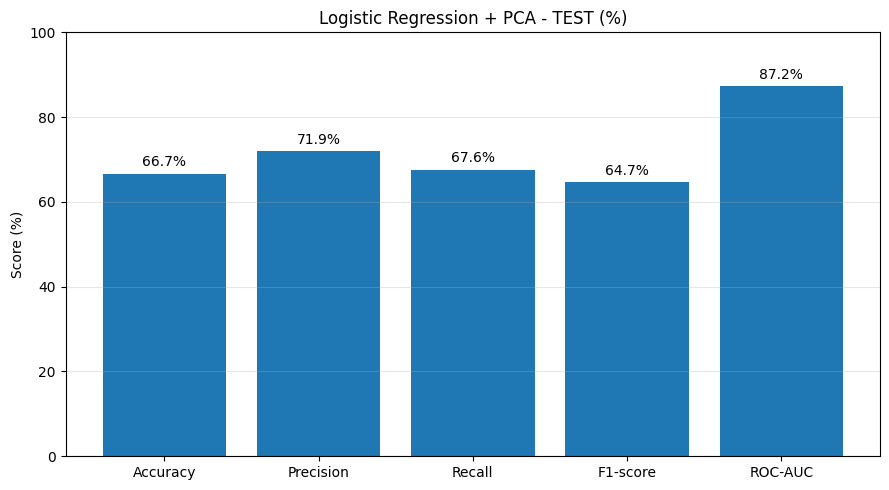 Logistic Regression + PCA - TEST (%)
100
80
60
40
20
0
Score (%)
66.7%
71.9%
67.6%
64.7%
87.2%
Accuracy
Precision
Recall
F1-score
ROC-AUC